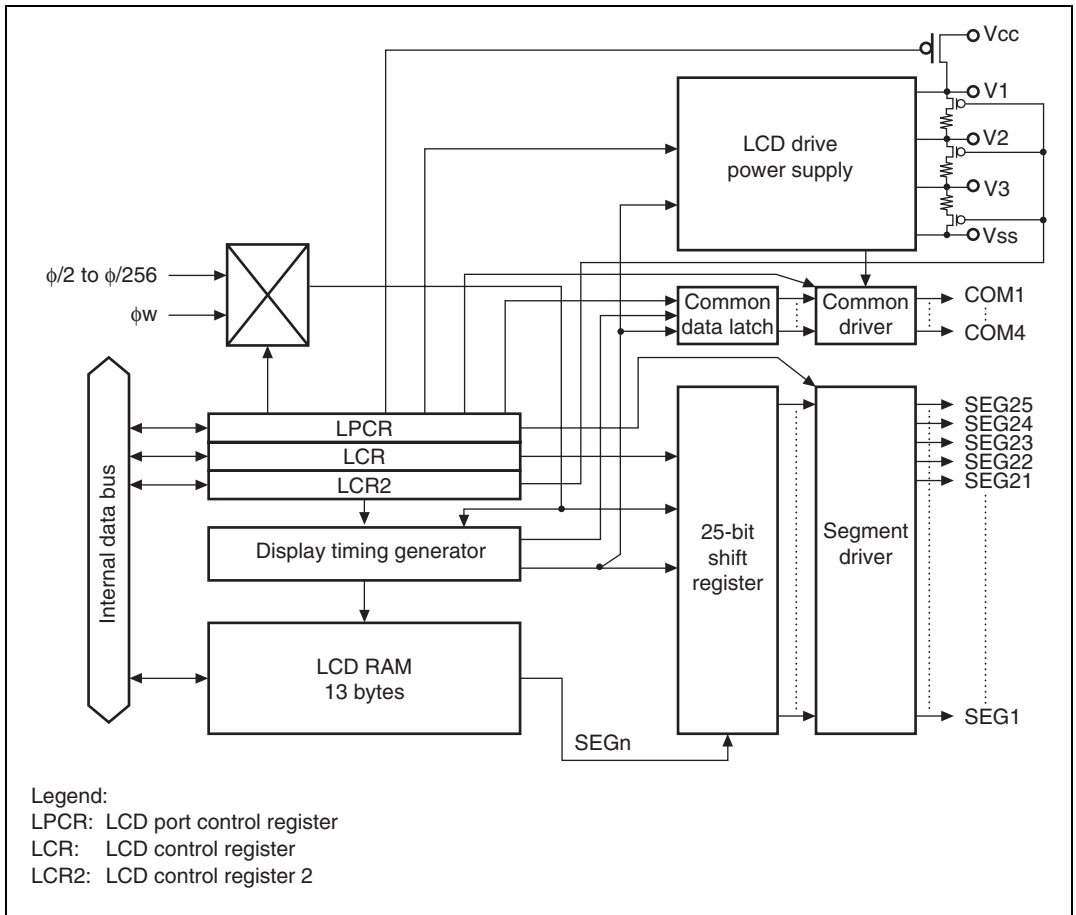 Vcc
V1
LCD drive
power supply
V2
V3
Vss
ϕ/2 to ϕ/256
ϕw
Common
data latch
Common
driver
COM1
COM4
Internal data bus
LPCR
LCR
LCR2
Display timing generator
LCD RAM
13 bytes
SEGn
25-bit
shift
register
Segment
driver
SEG25
SEG24
SEG23
SEG22
SEG21
SEG1
Legend:
LPCR: LCD port control register
LCR: LCD control register
LCR2: LCD control register 2